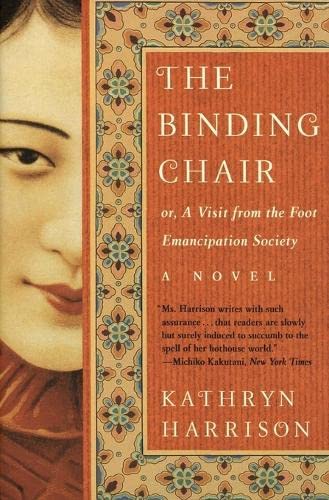 THE
BINDING
CHAIR
or, A Visit from the Foot
Emancipation Society
A NOVEL
"Ms. Harrison writes with such
assurance . . . that readers are slowly
but surely induced to succumb to the
spell of her hothouse world."
—Michiko Kakutani, New York Times
KATHRYN
HARRISON